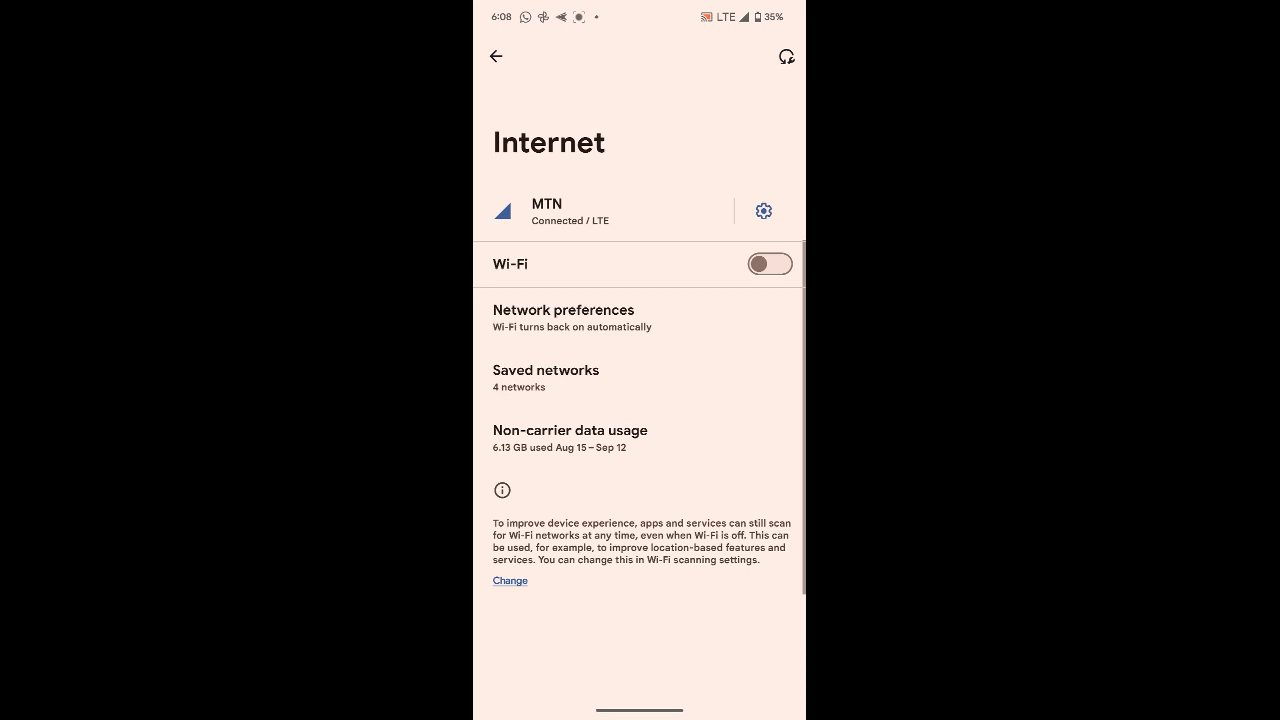 6:08 LTE 35%
Internet
MTN
Connected / LTE
Wi-Fi
Network preferences
Wi-Fi turns back on automatically
Saved networks
4 networks
Non-carrier data usage
6.13 GB used Aug 15 – Sep 12
To improve device experience, apps and services can still scan
for Wi-Fi networks at any time, even when Wi-Fi is off. This can
be used, for example, to improve location-based features and
services. You can change this in Wi-Fi scanning settings.
Change